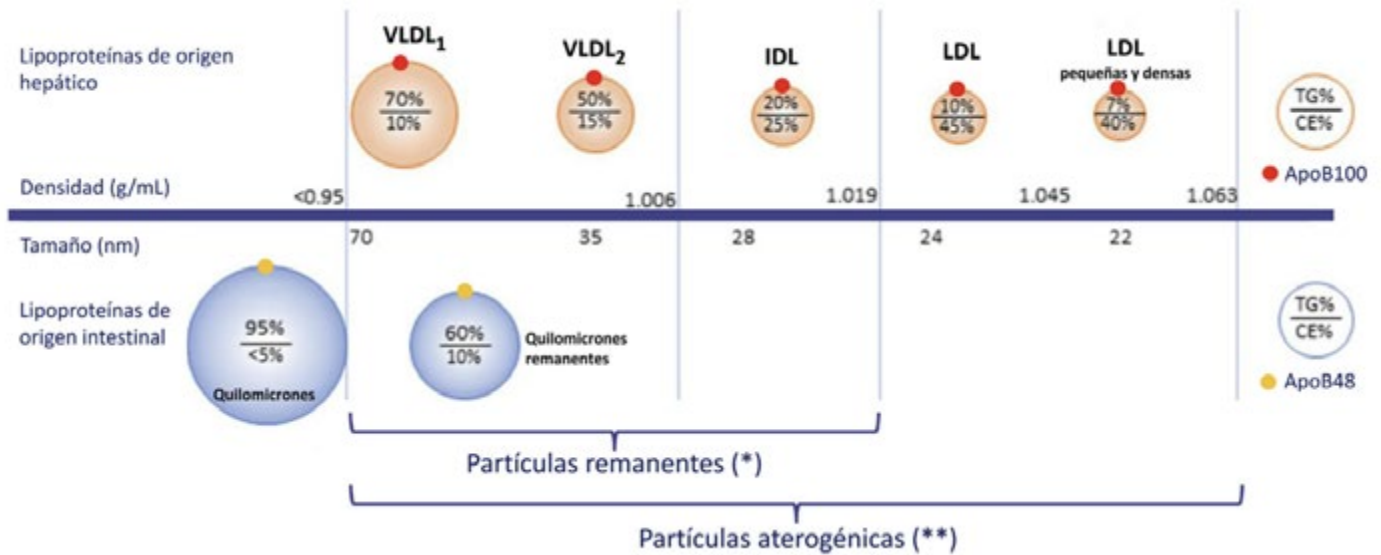 Lipoproteínas de origen
hepático
VLDL1
70%
10%
VLDL2
50%
15%
IDL
20%
25%
LDL
10%
45%
LDL
pequeñas y densas
7%
40%
TG%
CE%
ApoB100
Densidad (g/mL)
<0.95
1.006
1.019
1.045
1.063
Tamaño (nm)
70
35
28
24
22
Lipoproteínas de
origen intestinal
95%
<5%
Quilomicrones
60%
10%
Quilomicrones
remanentes
TG%
CE%
ApoB48
Partículas remanentes (*)
Partículas aterogénicas (**)